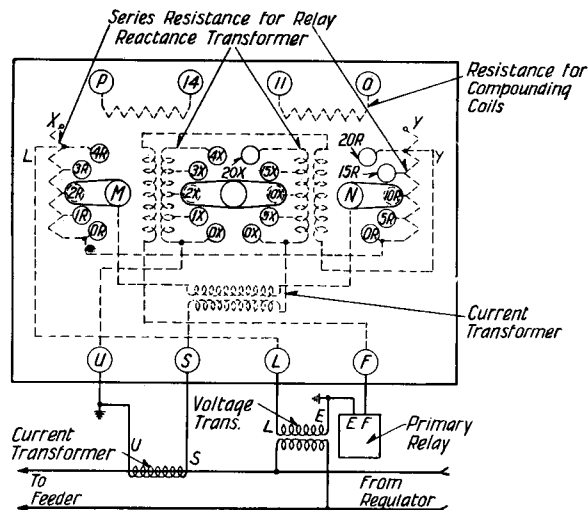 Series Resistance for Relay
Reactance Transformer
P
14
11
O
Resistance for
Compounding
Coils
X
Y
L
4R
4X
20X
15X
20R
15R
Y
3R
3X
2R
M
2X
10X
N
10R
1R
1X
5X
5R
0R
0X
0X
0R
Current
Transformer
U
S
L
F
Voltage
Trans.
L
E
E F
Primary
Relay
Current
Transformer
U
S
To
Feeder
From
Regulator